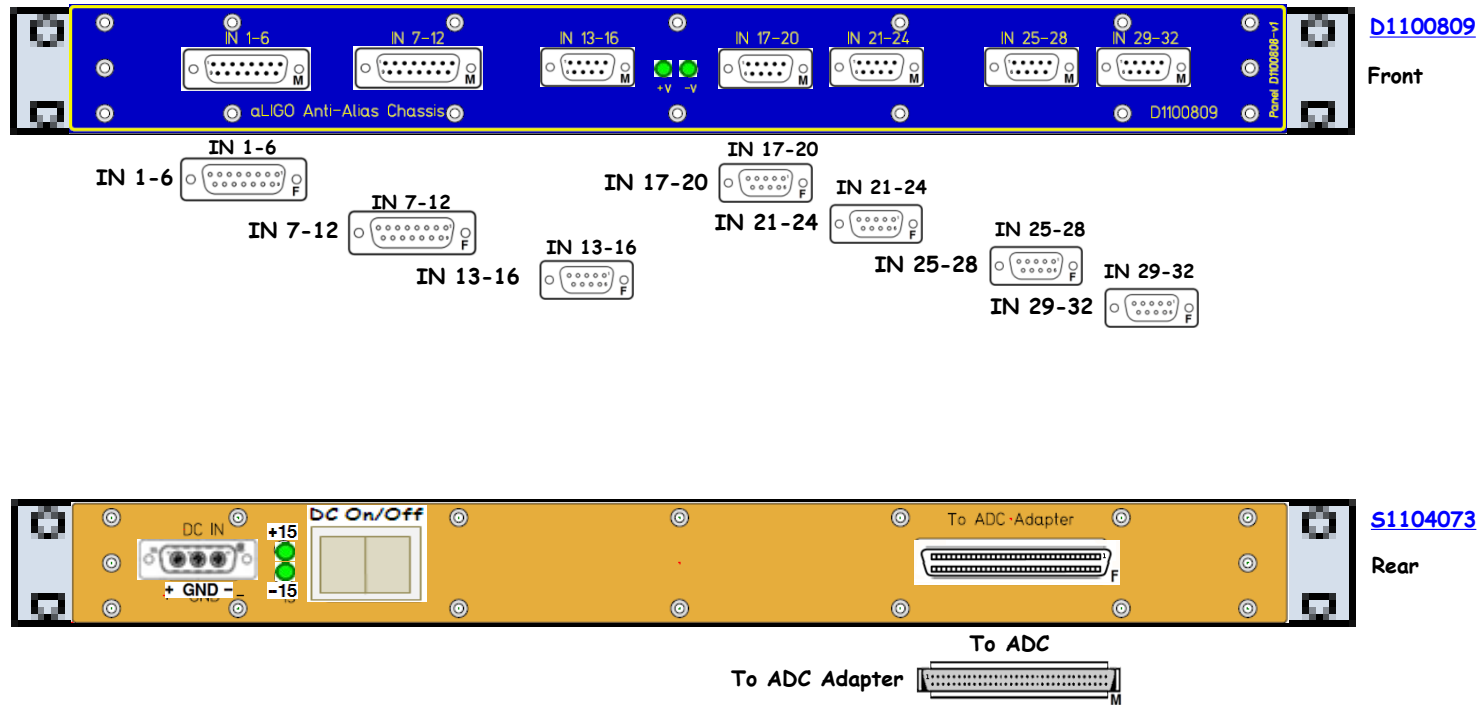 IN 1-6
IN 7-12
IN 13-16
IN 17-20
IN 21-24
IN 25-28
IN 29-32
M
M
M
M
M
M
M
+V -V
aLIGO Anti-Alias Chassis
D1100809
Panel D1100808-v1
D1100809
Front
IN 1-6
IN 1-6
F
IN 7-12
IN 7-12
F
IN 13-16
IN 13-16
F
IN 17-20
IN 17-20
F
IN 21-24
IN 21-24
F
IN 25-28
IN 25-28
F
IN 29-32
IN 29-32
F
DC IN
+ GND -
+15
-15
DC On/Off
To ADC Adapter
F
S1104073
Rear
To ADC
To ADC Adapter
M